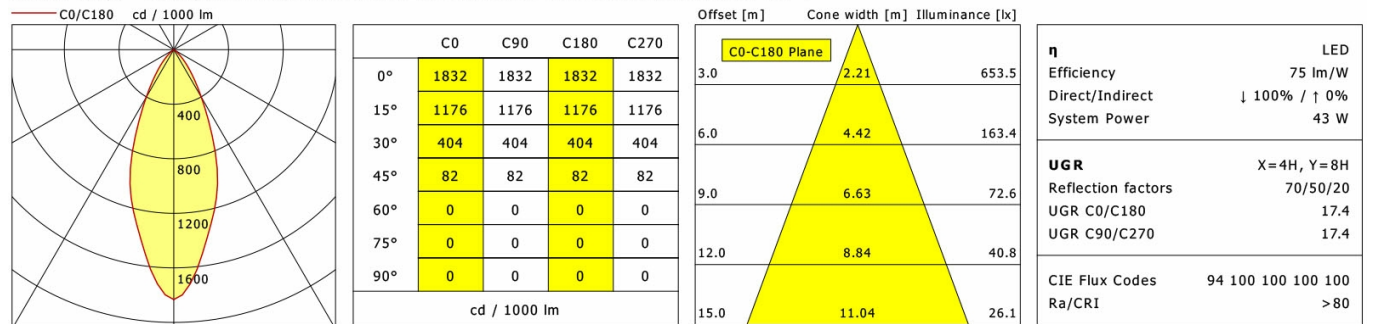 C0/C180 cd / 1000 lm
400
800
1200
1600
C0 C90 C180 C270
0° 1832 1832 1832 1832
15° 1176 1176 1176 1176
30° 404 404 404 404
45° 82 82 82 82
60° 0 0 0 0
75° 0 0 0 0
90° 0 0 0 0
cd / 1000 lm
Offset [m] Cone width [m] Illuminance [lx]
C0-C180 Plane
3.0 2.21 653.5
6.0 4.42 163.4
9.0 6.63 72.6
12.0 8.84 40.8
15.0 11.04 26.1
η LED
Efficiency 75 lm/W
Direct/Indirect ↓ 100% / ↑ 0%
System Power 43 W
UGR X=4H, Y=8H
Reflection factors 70/50/20
UGR C0/C180 17.4
UGR C90/C270 17.4
CIE Flux Codes 94 100 100 100 100
Ra/CRI >80